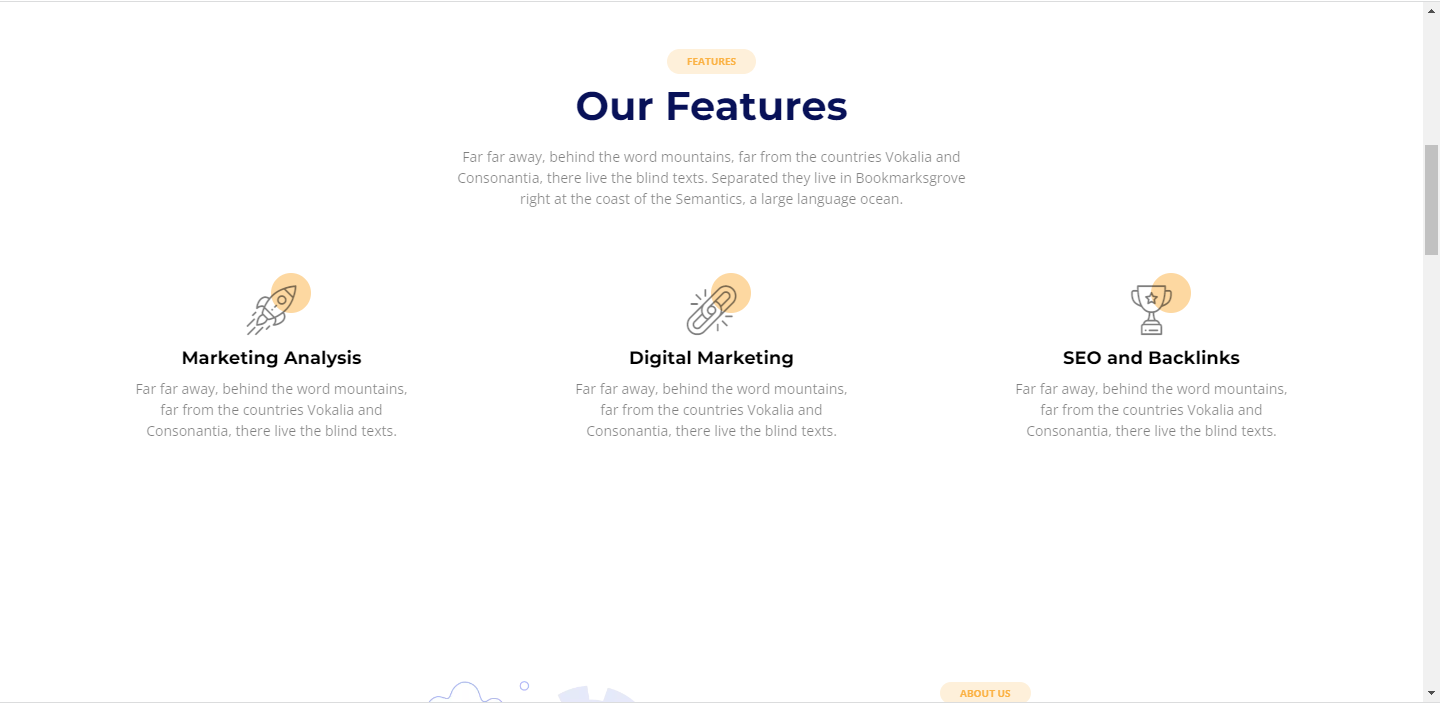 FEATURES
Our Features
Far far away, behind the word mountains, far from the countries Vokalia and
Consonantia, there live the blind texts. Separated they live in Bookmarksgrove
right at the coast of the Semantics, a large language ocean.
Marketing Analysis
Far far away, behind the word mountains,
far from the countries Vokalia and
Consonantia, there live the blind texts.
Digital Marketing
Far far away, behind the word mountains,
far from the countries Vokalia and
Consonantia, there live the blind texts.
SEO and Backlinks
Far far away, behind the word mountains,
far from the countries Vokalia and
Consonantia, there live the blind texts.
ABOUT US